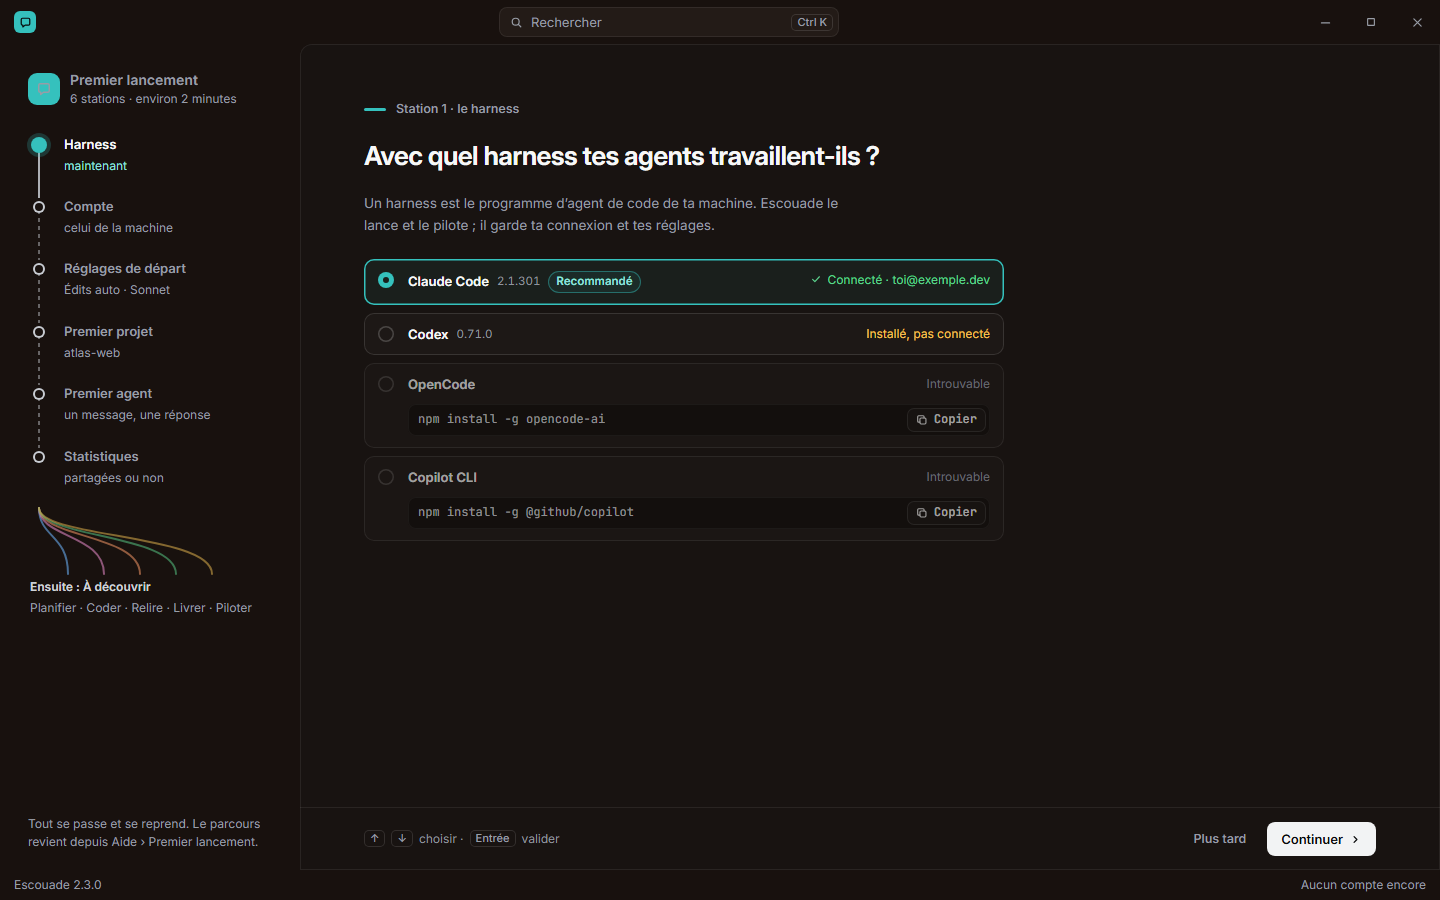 Rechercher
Ctrl K
Premier lancement
6 stations · environ 2 minutes
Harness
maintenant
Compte
celui de la machine
Réglages de départ
Édits auto · Sonnet
Premier projet
atlas-web
Premier agent
un message, une réponse
Statistiques
partagées ou non
Ensuite : À découvrir
Planifier · Coder · Relire · Livrer · Piloter
Tout se passe et se reprend. Le parcours
revient depuis Aide › Premier lancement.
Station 1 · le harness
Avec quel harness tes agents travaillent-ils ?
Un harness est le programme d’agent de code de ta machine. Escouade le
lance et le pilote ; il garde ta connexion et tes réglages.
Claude Code 2.1.301 Recommandé
Connecté · toi@exemple.dev
Codex 0.71.0
Installé, pas connecté
OpenCode
Introuvable
npm install -g opencode-ai
Copier
Copilot CLI
Introuvable
npm install -g @github/copilot
Copier
↑ ↓ choisir · Entrée valider
Plus tard
Continuer ›
Escouade 2.3.0
Aucun compte encore